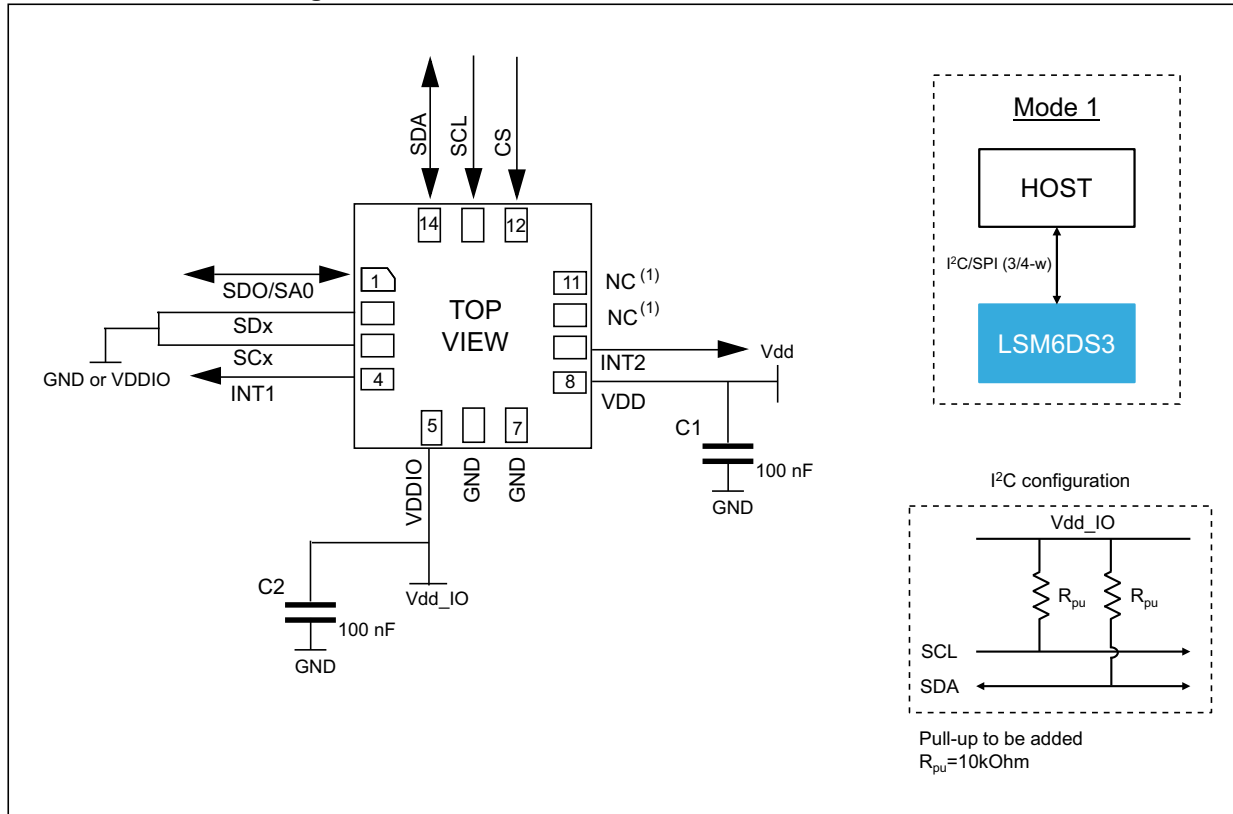 SDA
SCL
CS
14
12
1
SDO/SA0
SDx
SCx
GND or VDDIO
INT1
4
TOP
VIEW
11
NC (1)
NC (1)
INT2
Vdd
8
VDD
5
7
VDDIO
GND
GND
C1
100 nF
GND
C2
100 nF
GND
Vdd_IO
Mode 1
HOST
I²C/SPI (3/4-w)
LSM6DS3
I²C configuration
Vdd_IO
Rpu
Rpu
SCL
SDA
Pull-up to be added
Rpu=10kOhm